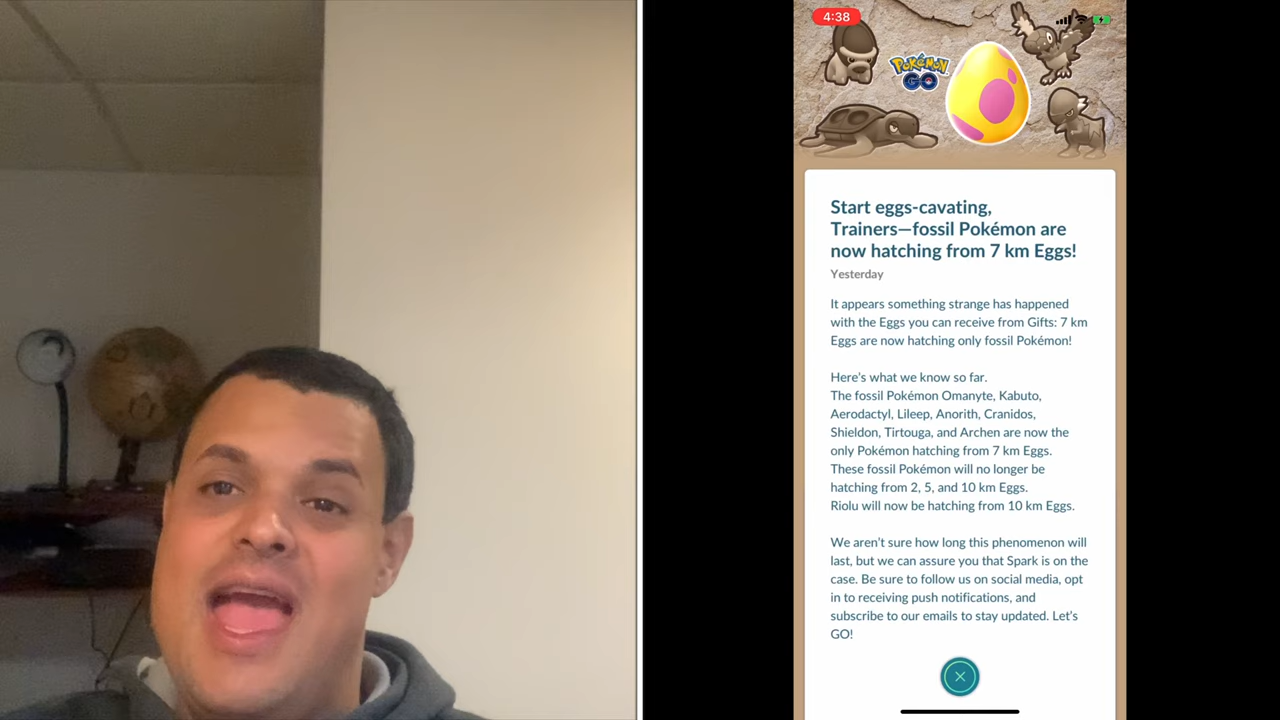 4:38
POKÉMON
GO
Start eggs-cavating,
Trainers—fossil Pokémon are
now hatching from 7 km Eggs!
Yesterday
It appears something strange has happened
with the Eggs you can receive from Gifts: 7 km
Eggs are now hatching only fossil Pokémon!
Here's what we know so far.
The fossil Pokémon Omanyte, Kabuto,
Aerodactyl, Lileep, Anorith, Cranidos,
Shieldon, Tirtouga, and Archen are now the
only Pokémon hatching from 7 km Eggs.
These fossil Pokémon will no longer be
hatching from 2, 5, and 10 km Eggs.
Riolu will now be hatching from 10 km Eggs.
We aren't sure how long this phenomenon will
last, but we can assure you that Spark is on the
case. Be sure to follow us on social media, opt
in to receiving push notifications, and
subscribe to our emails to stay updated. Let's
GO!